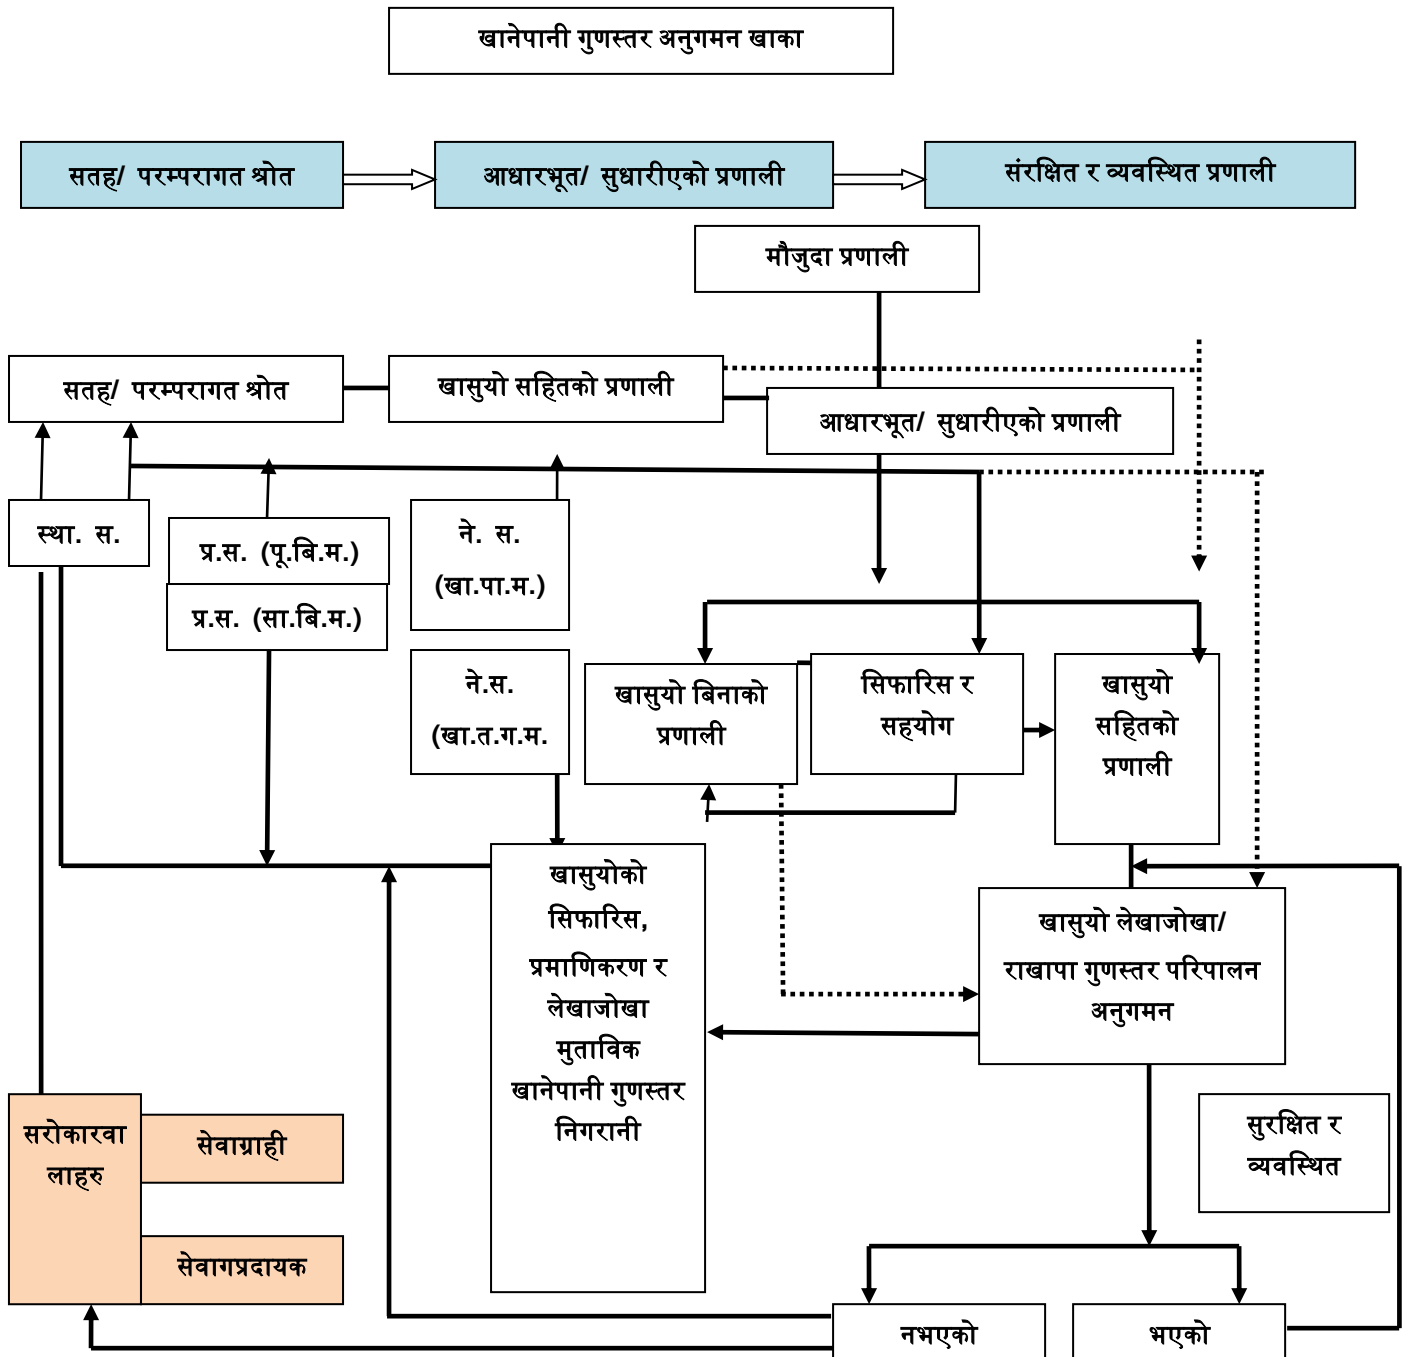 खानेपानी गुणस्तर अनुगमन खाका
सतह/ परम्परागत श्रोत
आधारभूत/ सुधारीएको प्रणाली
संरक्षित र व्यवस्थित प्रणाली
मौजुदा प्रणाली
सतह/ परम्परागत श्रोत
खासुयो सहितको प्रणाली
आधारभूत/ सुधारीएको प्रणाली
स्था. स.
प्र.स. (पू.बि.म.)
प्र.स. (सा.बि.म.)
ने. स.
(खा.पा.म.)
ने.स.
(खा.त.ग.म.
खासुयो बिनाको
प्रणाली
सिफारिस र
सहयोग
खासुयो
सहितको
प्रणाली
खासुयोको
सिफारिस,
प्रमाणिकरण र
लेखाजोखा
मुताविक
खानेपानी गुणस्तर
निगरानी
खासुयो लेखाजोखा/
राखापा गुणस्तर परिपालन
अनुगमन
सरोकारवा
लाहरु
सेवाग्राही
सेवागप्रदायक
सुरक्षित र
व्यवस्थित
नभएको
भएको